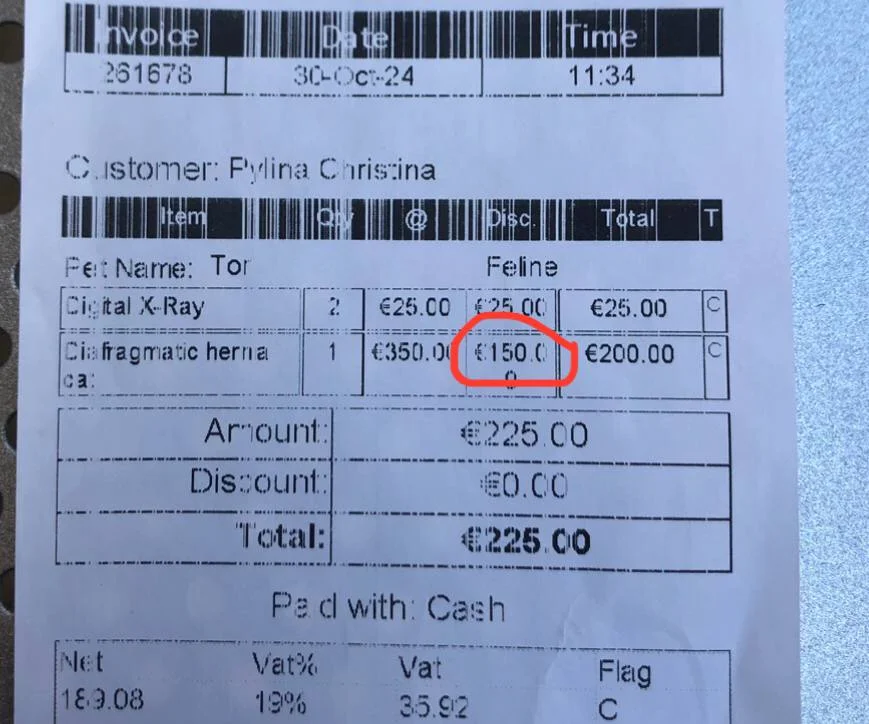 Invoice Date Time
261678 30-Oct-24 11:34
Customer: Pylina Christina
Item Qty @ Disc. Total T
Pet Name: Tor Feline
Digital X-Ray 2 €25.00 €25.00 €25.00 C
Diafragmatic hernia 1 €350.00 €150.0 €200.00 C
cat 0
Amount: €225.00
Discount: €0.00
Total: €225.00
Paid with: Cash
Net Vat% Vat Flag
189.08 19% 35.92 C